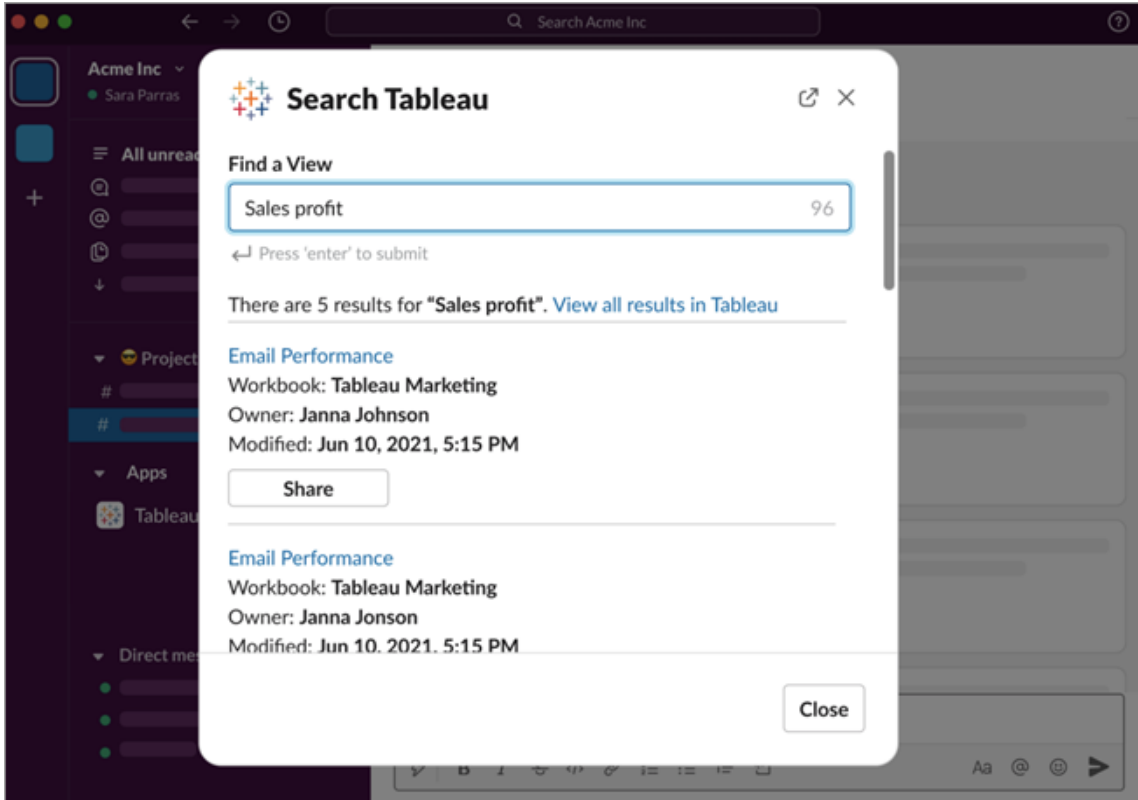 Search Acme Inc
Acme Inc
Sara Parras
All unread
Project
Apps
Tableau
Direct mes
Search Tableau
Find a View
Sales profit 96
Press ‘enter’ to submit
There are 5 results for “Sales profit”. View all results in Tableau
Email Performance
Workbook: Tableau Marketing
Owner: Janna Johnson
Modified: Jun 10, 2021, 5:15 PM
Share
Email Performance
Workbook: Tableau Marketing
Owner: Janna Jonson
Modified: Jun 10, 2021, 5:15 PM
Close
Aa @